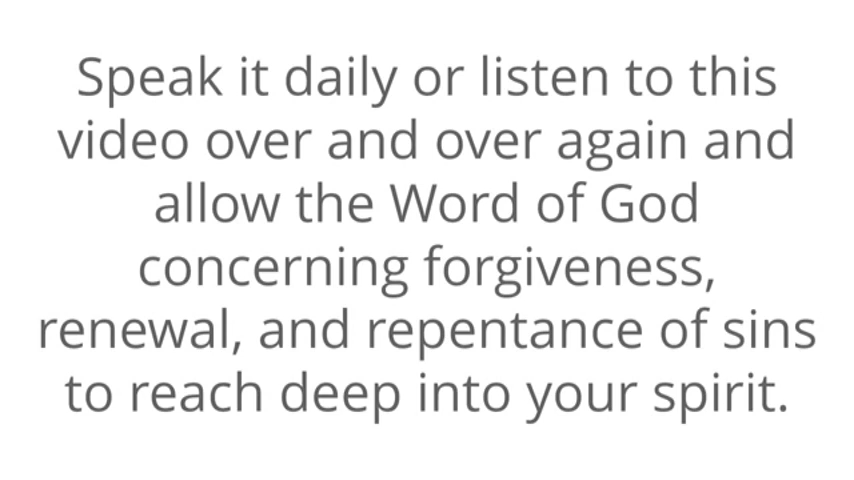 Speak it daily or listen to this
video over and over again and
allow the Word of God
concerning forgiveness,
renewal, and repentance of sins
to reach deep into your spirit.